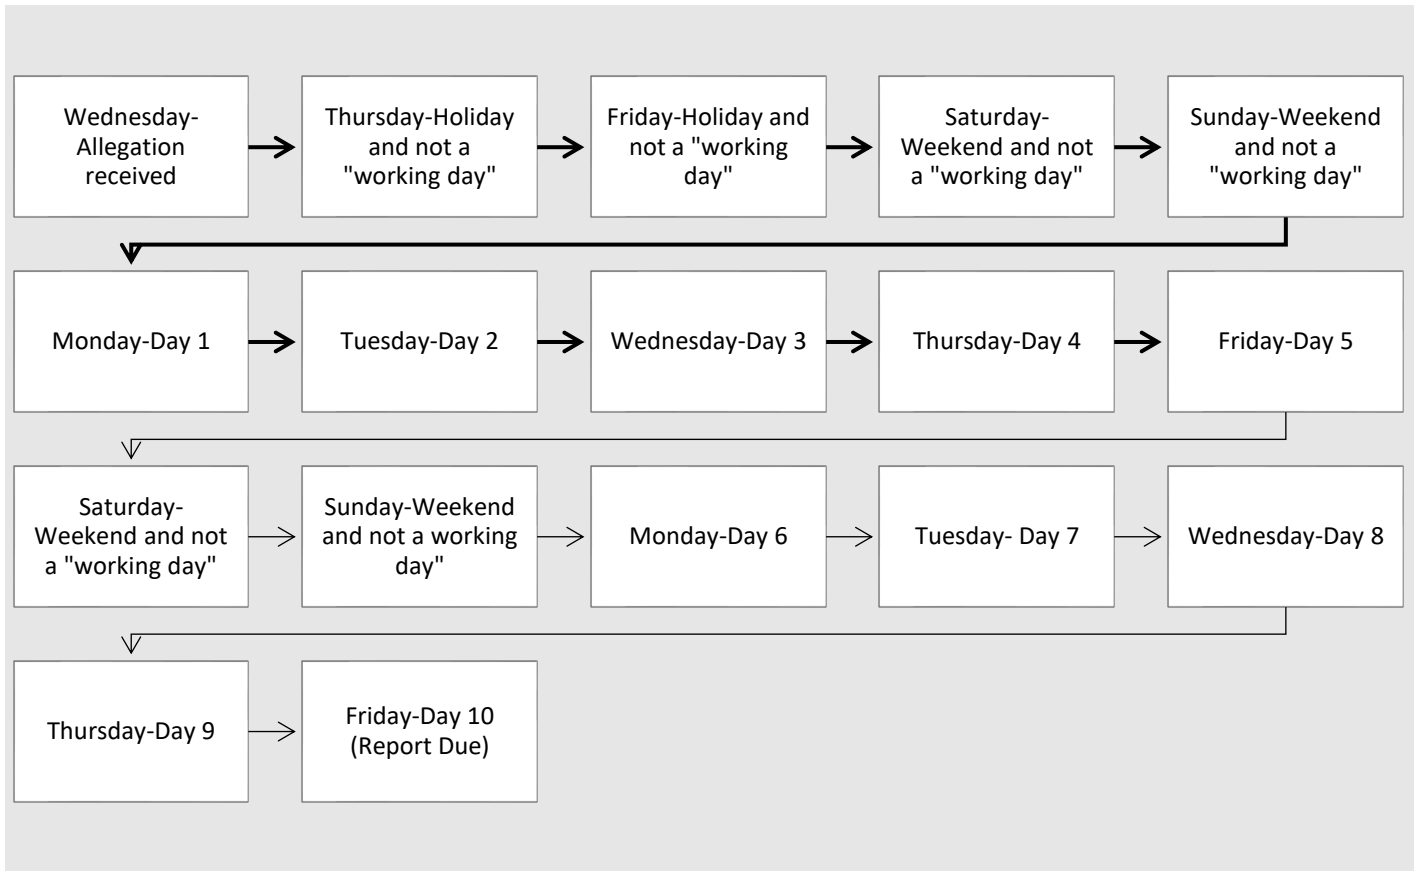 Wednesday-
Allegation
received
Thursday-Holiday
and not a
"working day"
Friday-Holiday and
not a "working
day"
Saturday-
Weekend and not
a "working day"
Sunday-Weekend
and not a
"working day"
Monday-Day 1
Tuesday-Day 2
Wednesday-Day 3
Thursday-Day 4
Friday-Day 5
Saturday-
Weekend and not
a "working day"
Sunday-Weekend
and not a working
day"
Monday-Day 6
Tuesday- Day 7
Wednesday-Day 8
Thursday-Day 9
Friday-Day 10
(Report Due)